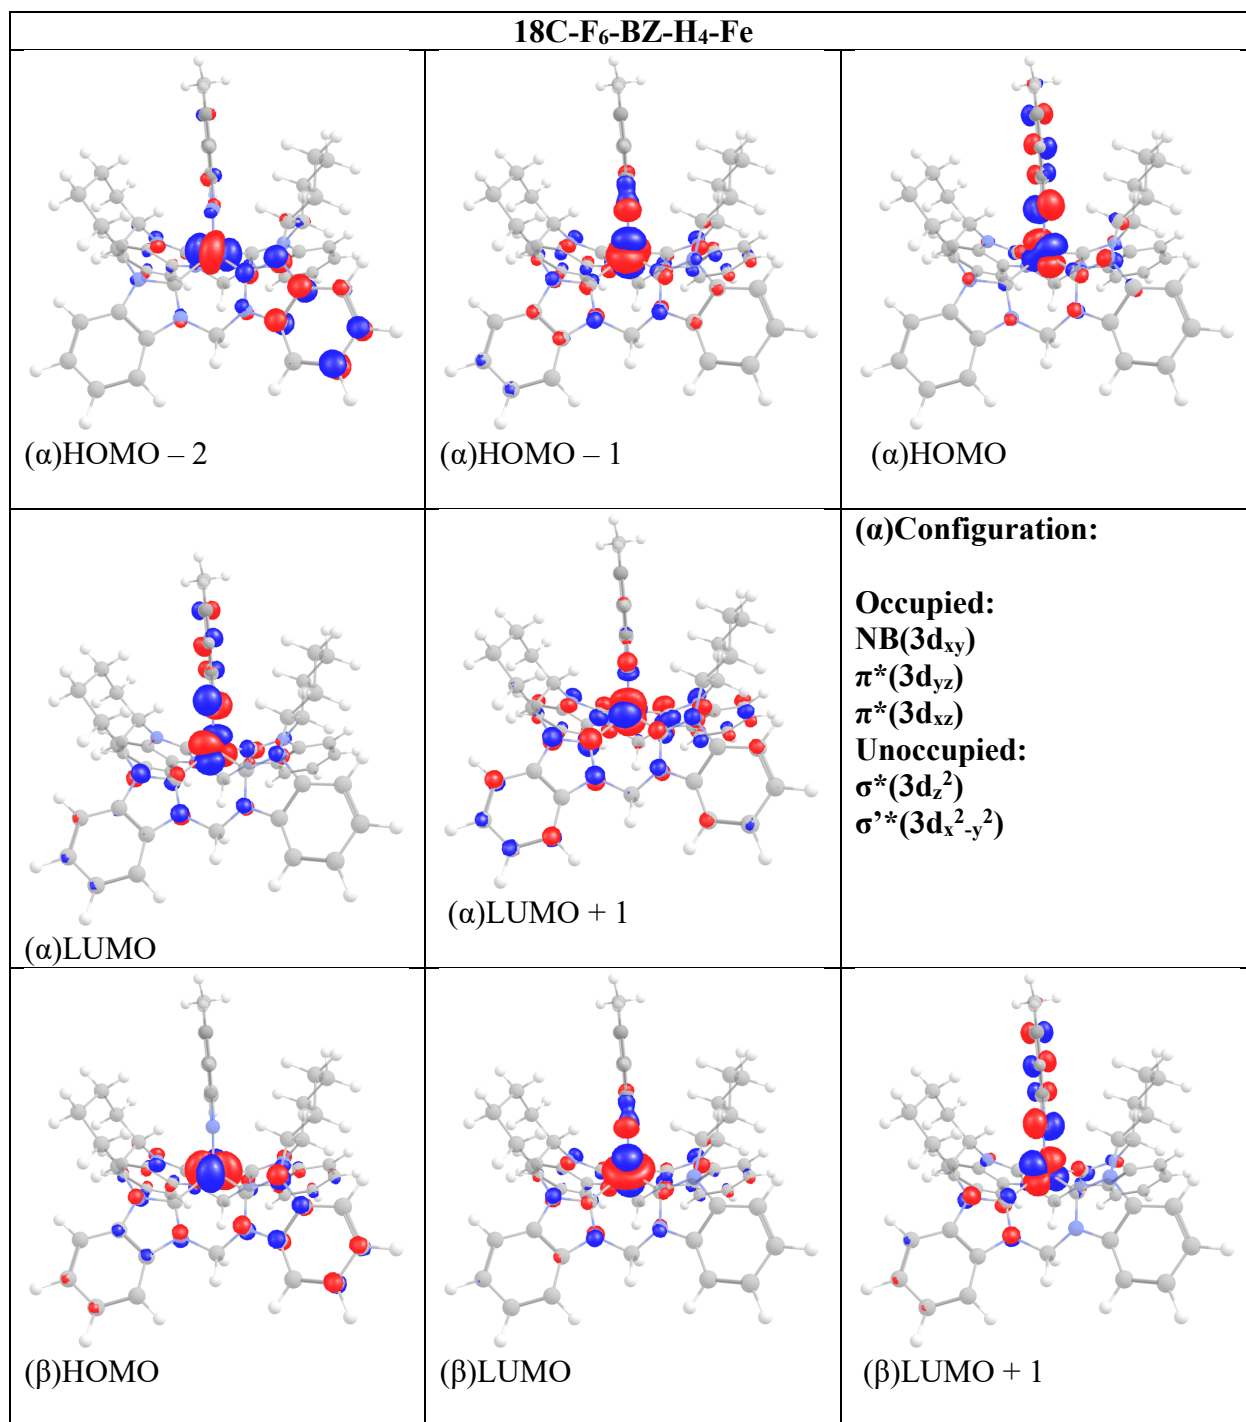 18C-F₆-BZ-H₄-Fe
(α)HOMO – 2
(α)HOMO – 1
(α)HOMO
(α)LUMO
(α)LUMO + 1
(α)Configuration:
Occupied:
NB(3dxy)
π*(3dyz)
π*(3dxz)
Unoccupied:
σ*(3dz²)
σ’*(3dx²-y²)
(β)HOMO
(β)LUMO
(β)LUMO + 1